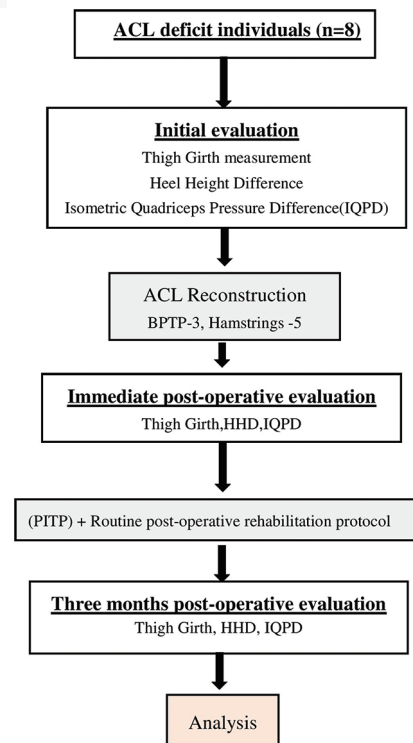 ACL deficit individuals (n=8)
Initial evaluation
Thigh Girth measurement
Heel Height Difference
Isometric Quadriceps Pressure Difference(IQPD)
ACL Reconstruction
BPTP-3, Hamstrings -5
Immediate post-operative evaluation
Thigh Girth,HHD,IQPD
(PITP) + Routine post-operative rehabilitation protocol
Three months post-operative evaluation
Thigh Girth, HHD, IQPD
Analysis